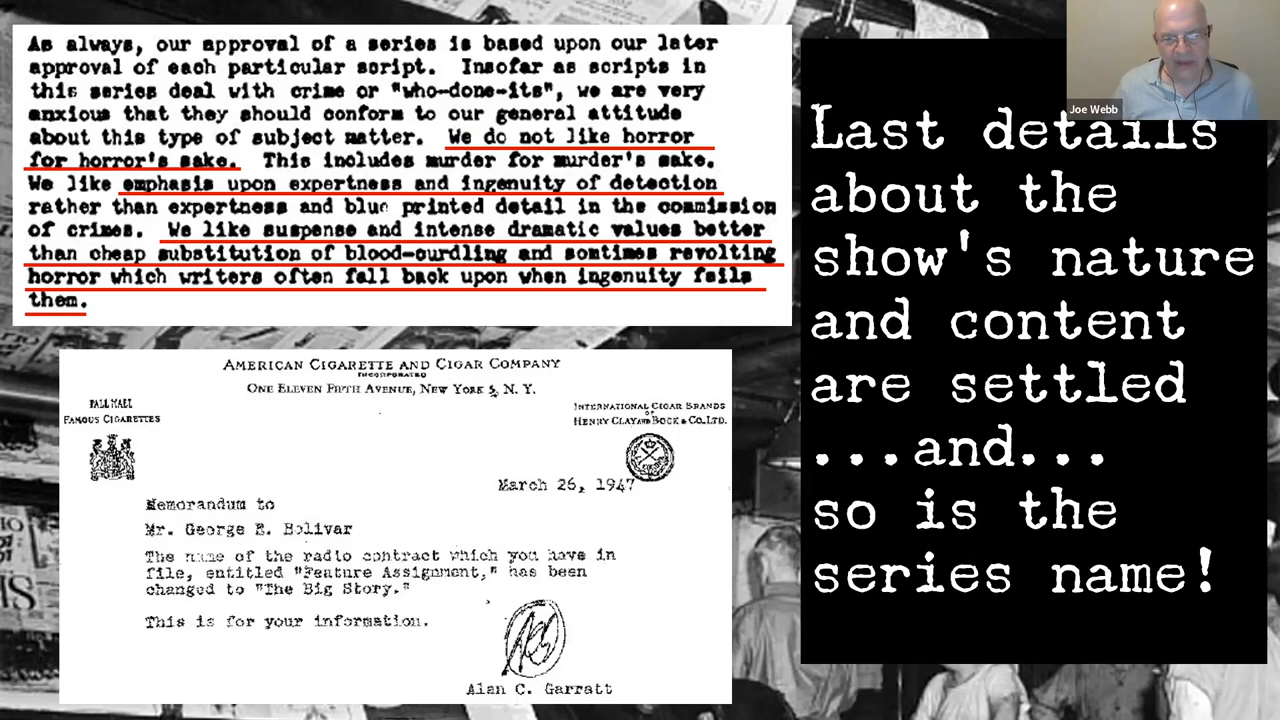 As always, our approval of a series is based upon our later
approval of each particular script. Insofar as scripts in
this series deal with crime or "who-done-its", we are very
anxious that they should conform to our general attitude
about this type of subject matter. We do not like horror
for horror's sake. This includes murder for murder's sake.
We like emphasis upon expertness and ingenuity of detection
rather than expertness and blue printed detail in the commission
of crimes. We like suspense and intense dramatic values better
than cheap substitution of blood-curdling and somtimes revolting
horror which writers often fall back upon when ingenuity fails
them.
AMERICAN CIGARETTE AND CIGAR COMPANY
INCORPORATED
ONE ELEVEN FIFTH AVENUE, NEW YORK 3, N. Y.
PALL MALL
FAMOUS CIGARETTES
INTERNATIONAL CIGAR BRANDS
OF
HENRY CLAY AND BOCK & CO. LTD.
March 26, 1947
Memorandum to
Mr. George E. Bolivar
The name of the radio contract which you have in
file, entitled "Feature Assignment," has been
changed to "The Big Story."
This is for your information.
Alan C. Garratt
Joe Webb
Last details
about the
show's nature
and content
are settled
...and...
so is the
series name!